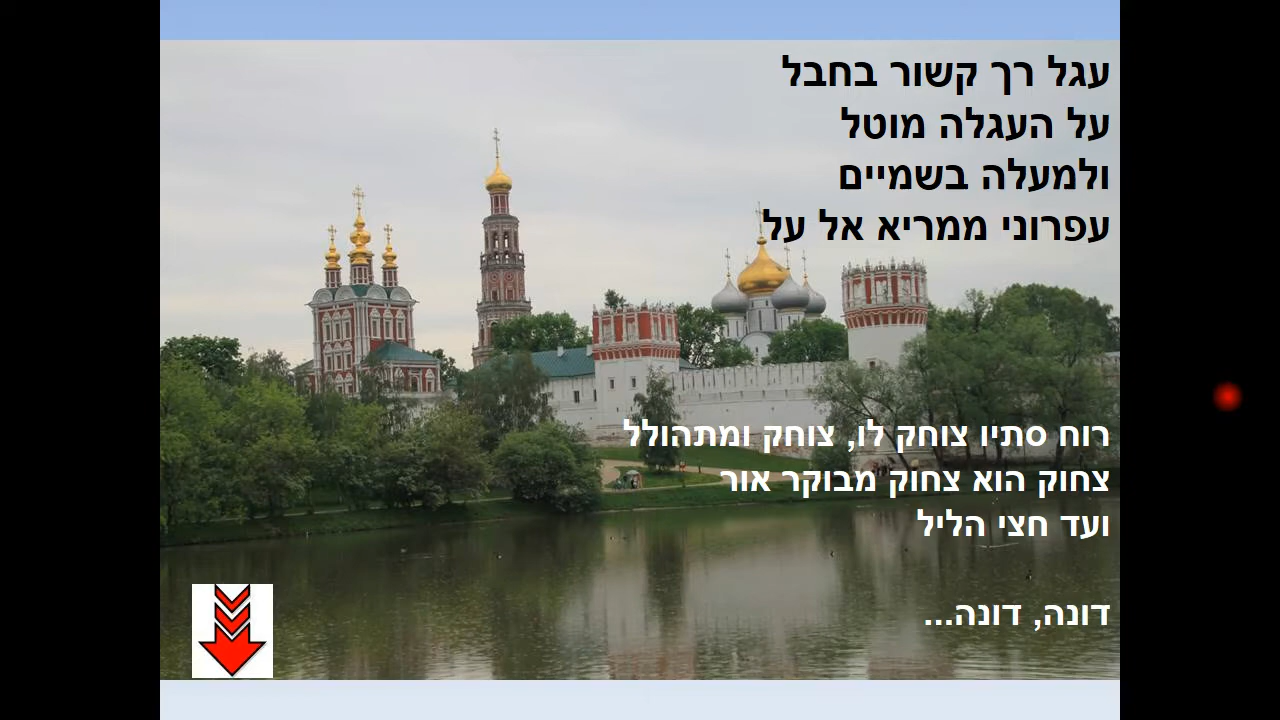 עגל רך קשור בחבל
על העגלה מוטל
ולמעלה בשמיים
עפרוני ממריא אל על
רוח סתיו צוחק לו, צוחק ומתהולל
צחוק הוא צחוק מבוקר אור
ועד חצי הליל
דונה, דונה...